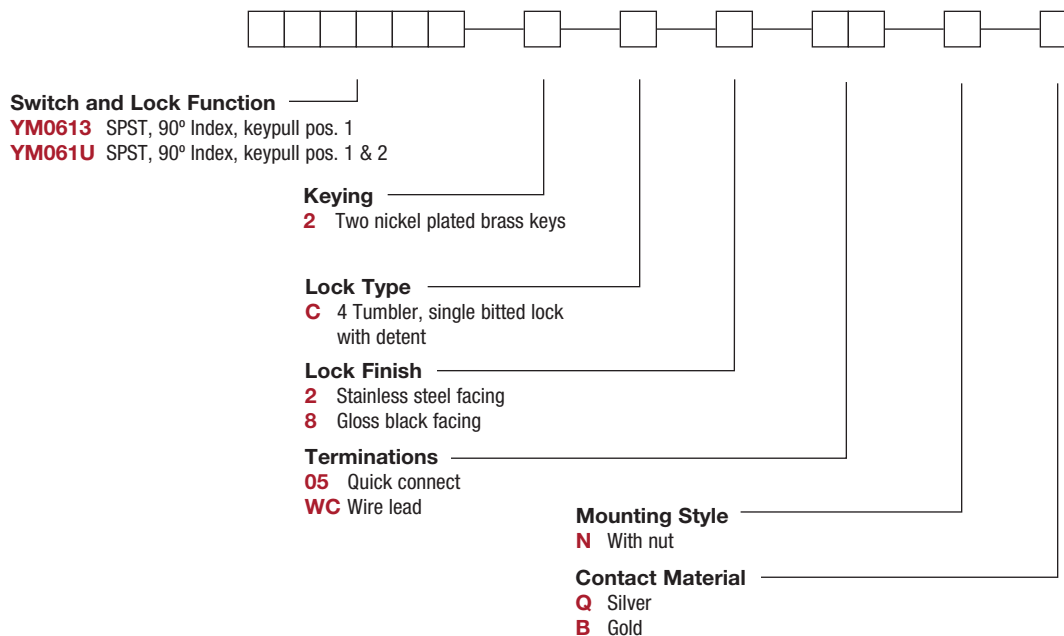 Switch and Lock Function
YM0613 SPST, 90º Index, keypull pos. 1
YM061U SPST, 90º Index, keypull pos. 1 & 2
Keying
2 Two nickel plated brass keys
Lock Type
C 4 Tumbler, single bitted lock
with detent
Lock Finish
2 Stainless steel facing
8 Gloss black facing
Terminations
05 Quick connect
WC Wire lead
Mounting Style
N With nut
Contact Material
Q Silver
B Gold